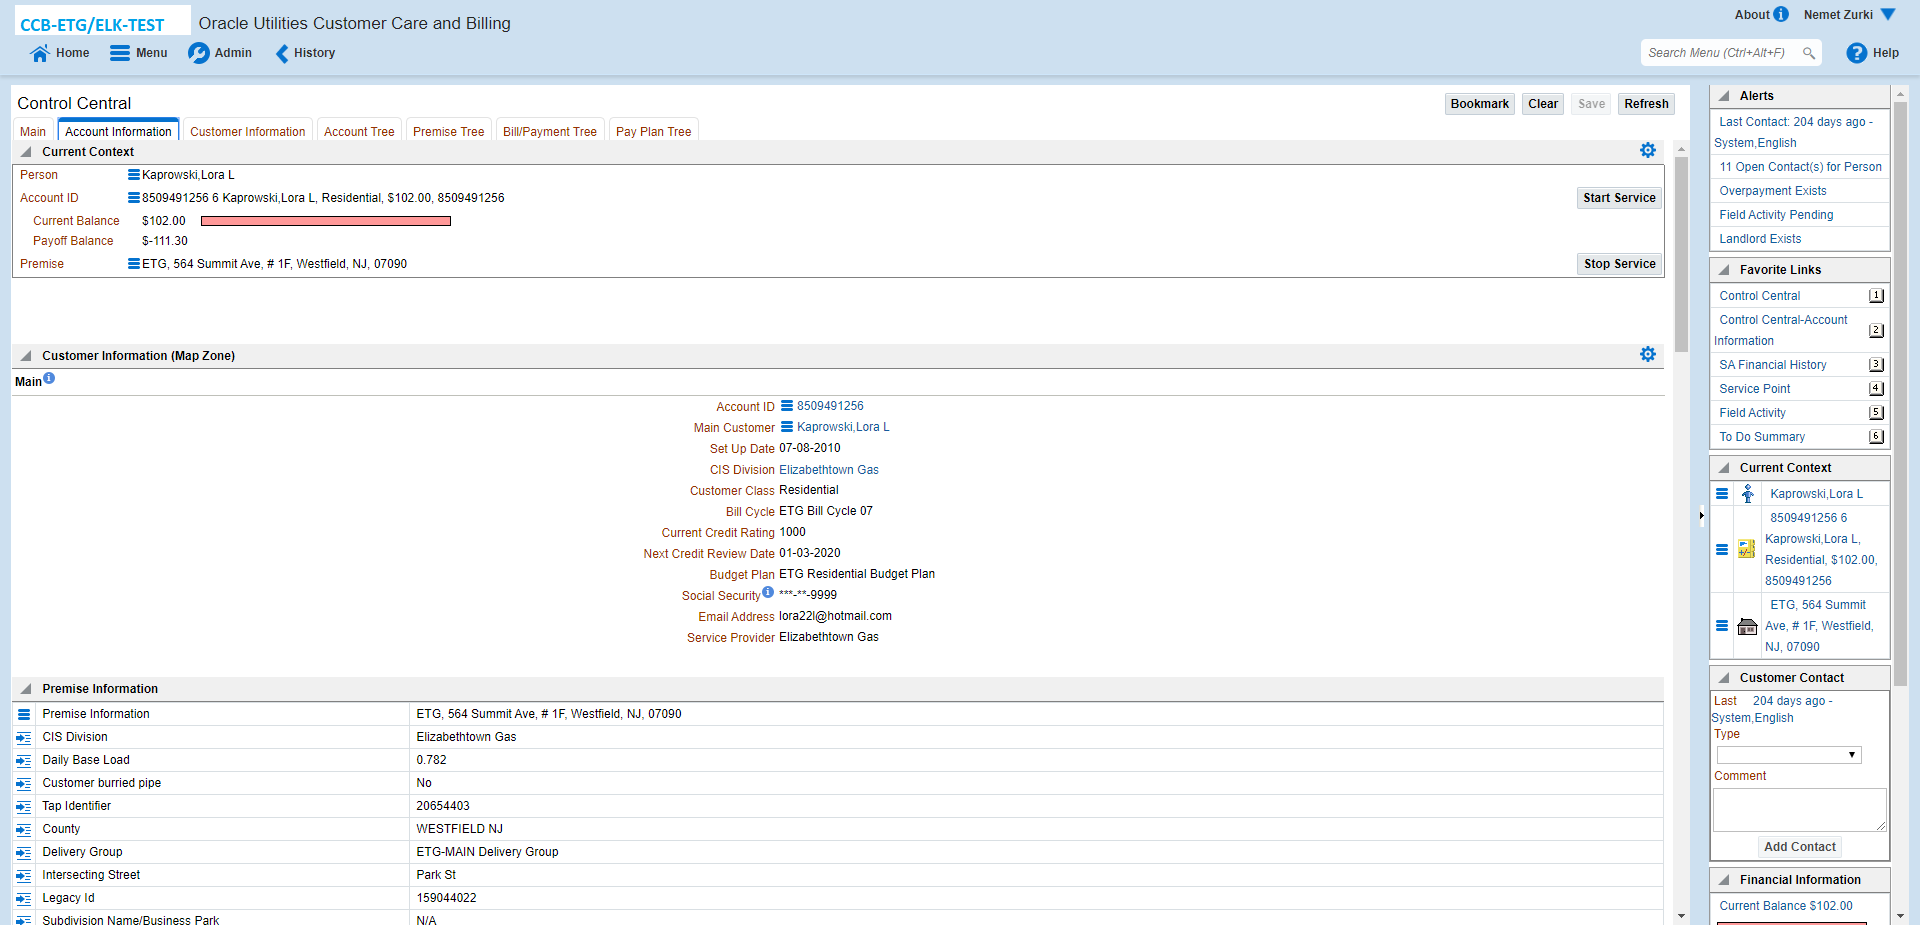 CCB-ETG/ELK-TEST
Oracle Utilities Customer Care and Billing
About
Nemet Zurki
Home
Menu
Admin
History
Search Menu (Ctrl+Alt+F)
Help
Control Central
Bookmark
Clear
Save
Refresh
Main
Account Information
Customer Information
Account Tree
Premise Tree
Bill/Payment Tree
Pay Plan Tree
Current Context
Person Kaprowski,Lora L
Account ID 8509491256 6 Kaprowski,Lora L, Residential, $102.00, 8509491256
Start Service
Current Balance $102.00
Payoff Balance $-111.30
Premise ETG, 564 Summit Ave, # 1F, Westfield, NJ, 07090
Stop Service
Customer Information (Map Zone)
Main
Account ID 8509491256
Main Customer Kaprowski,Lora L
Set Up Date 07-08-2010
CIS Division Elizabethtown Gas
Customer Class Residential
Bill Cycle ETG Bill Cycle 07
Current Credit Rating 1000
Next Credit Review Date 01-03-2020
Budget Plan ETG Residential Budget Plan
Social Security ***-**-9999
Email Address lora22l@hotmail.com
Service Provider Elizabethtown Gas
Premise Information
Premise Information ETG, 564 Summit Ave, # 1F, Westfield, NJ, 07090
CIS Division Elizabethtown Gas
Daily Base Load 0.782
Customer burried pipe No
Tap Identifier 20654403
County WESTFIELD NJ
Delivery Group ETG-MAIN Delivery Group
Intersecting Street Park St
Legacy Id 159044022
Subdivision Name/Business Park N/A
Alerts
Last Contact: 204 days ago -
System,English
11 Open Contact(s) for Person
Overpayment Exists
Field Activity Pending
Landlord Exists
Favorite Links
Control Central 1
Control Central-Account
Information 2
SA Financial History 3
Service Point 4
Field Activity 5
To Do Summary 6
Current Context
Kaprowski,Lora L
8509491256 6
Kaprowski,Lora L,
Residential, $102.00,
8509491256
ETG, 564 Summit
Ave, # 1F, Westfield,
NJ, 07090
Customer Contact
Last 204 days ago -
System,English
Type
Comment
Add Contact
Financial Information
Current Balance $102.00